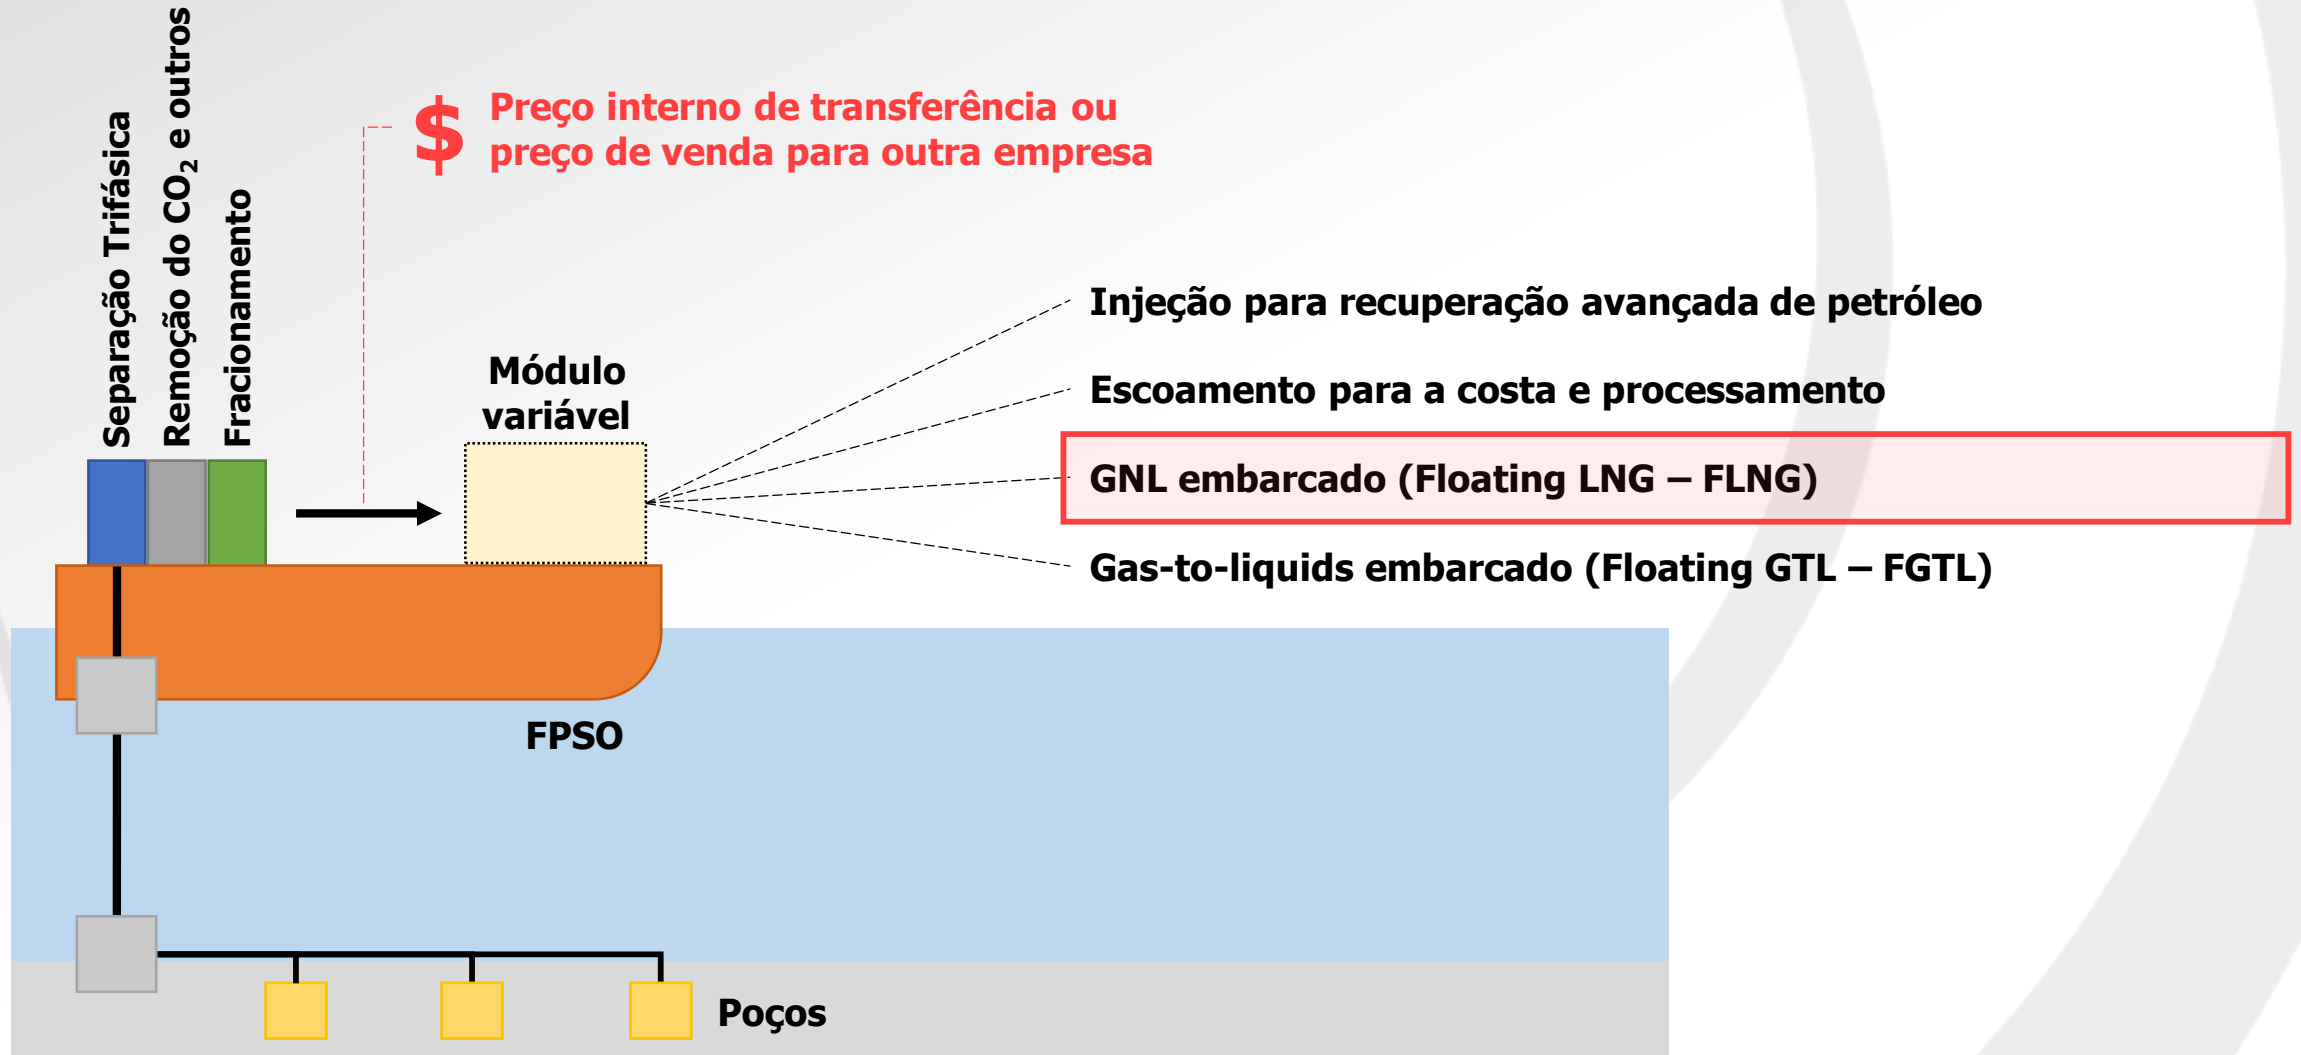 Separação Trifásica
Remoção do CO₂ e outros
Fracionamento
$
Preço interno de transferência ou
preço de venda para outra empresa
Módulo
variável
Injeção para recuperação avançada de petróleo
Escoamento para a costa e processamento
GNL embarcado (Floating LNG – FLNG)
Gas-to-liquids embarcado (Floating GTL – FGTL)
FPSO
Poços